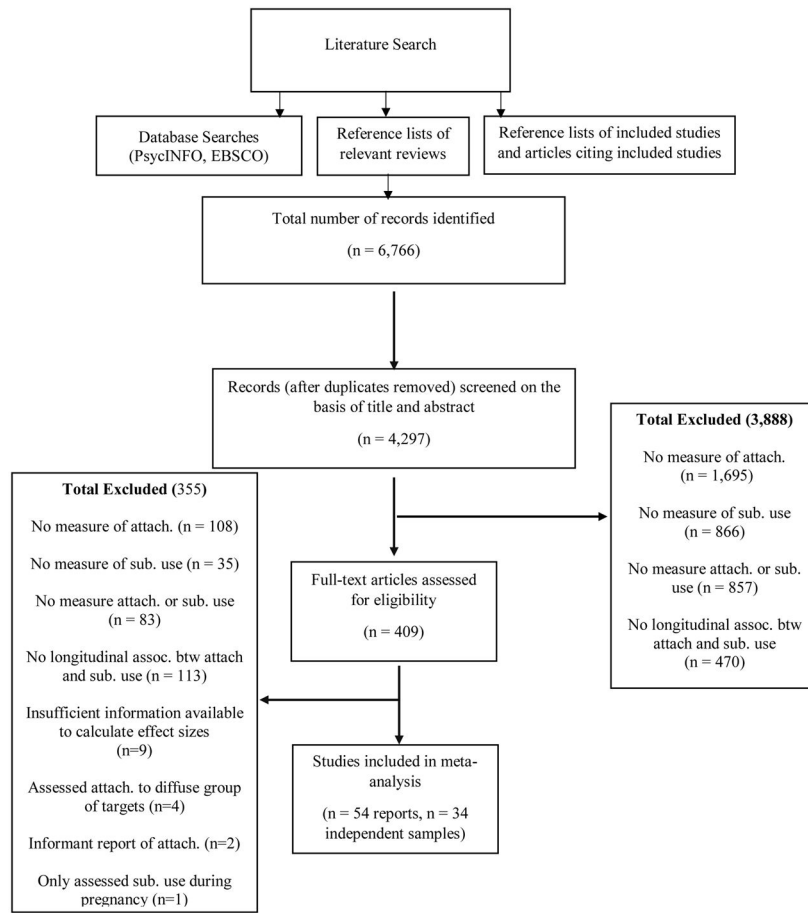 Literature Search
Database Searches
(PsycINFO, EBSCO)
Reference lists of
relevant reviews
Reference lists of included studies
and articles citing included studies
Total number of records identified
(n = 6,766)
Records (after duplicates removed) screened on the
basis of title and abstract
(n = 4,297)
Total Excluded (3,888)
No measure of attach.
(n = 1,695)
No measure of sub. use
(n = 866)
No measure attach. or sub.
use (n = 857)
No longitudinal assoc. btw
attach and sub. use
(n = 470)
Full-text articles assessed
for eligibility
(n = 409)
Total Excluded (355)
No measure of attach. (n = 108)
No measure of sub. use (n = 35)
No measure attach. or sub. use
(n = 83)
No longitudinal assoc. btw attach
and sub. use (n = 113)
Insufficient information available
to calculate effect sizes
(n=9)
Assessed attach. to diffuse group
of targets (n=4)
Informant report of attach. (n=2)
Only assessed sub. use during
pregnancy (n=1)
Studies included in meta-
analysis
(n = 54 reports, n = 34
independent samples)